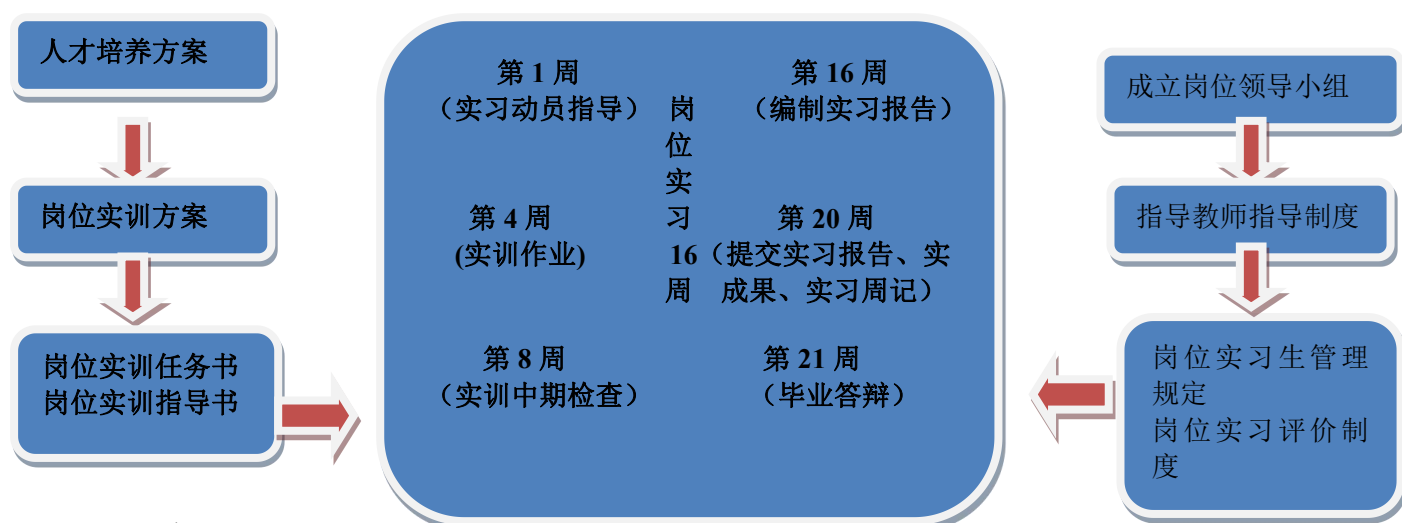 人才培养方案
岗位实训方案
岗位实训任务书
岗位实训指导书
第 1 周
（实习动员指导）
第 4 周
(实训作业)
第 8 周
（实训中期检查）
岗
位
实
习
16
周
第 16 周
（编制实习报告）
第 20 周
（提交实习报告、实
成果、实习周记）
第 21 周
（毕业答辩）
成立岗位领导小组
指导教师指导制度
岗位实习生管理
规定
岗位实习评价制
度